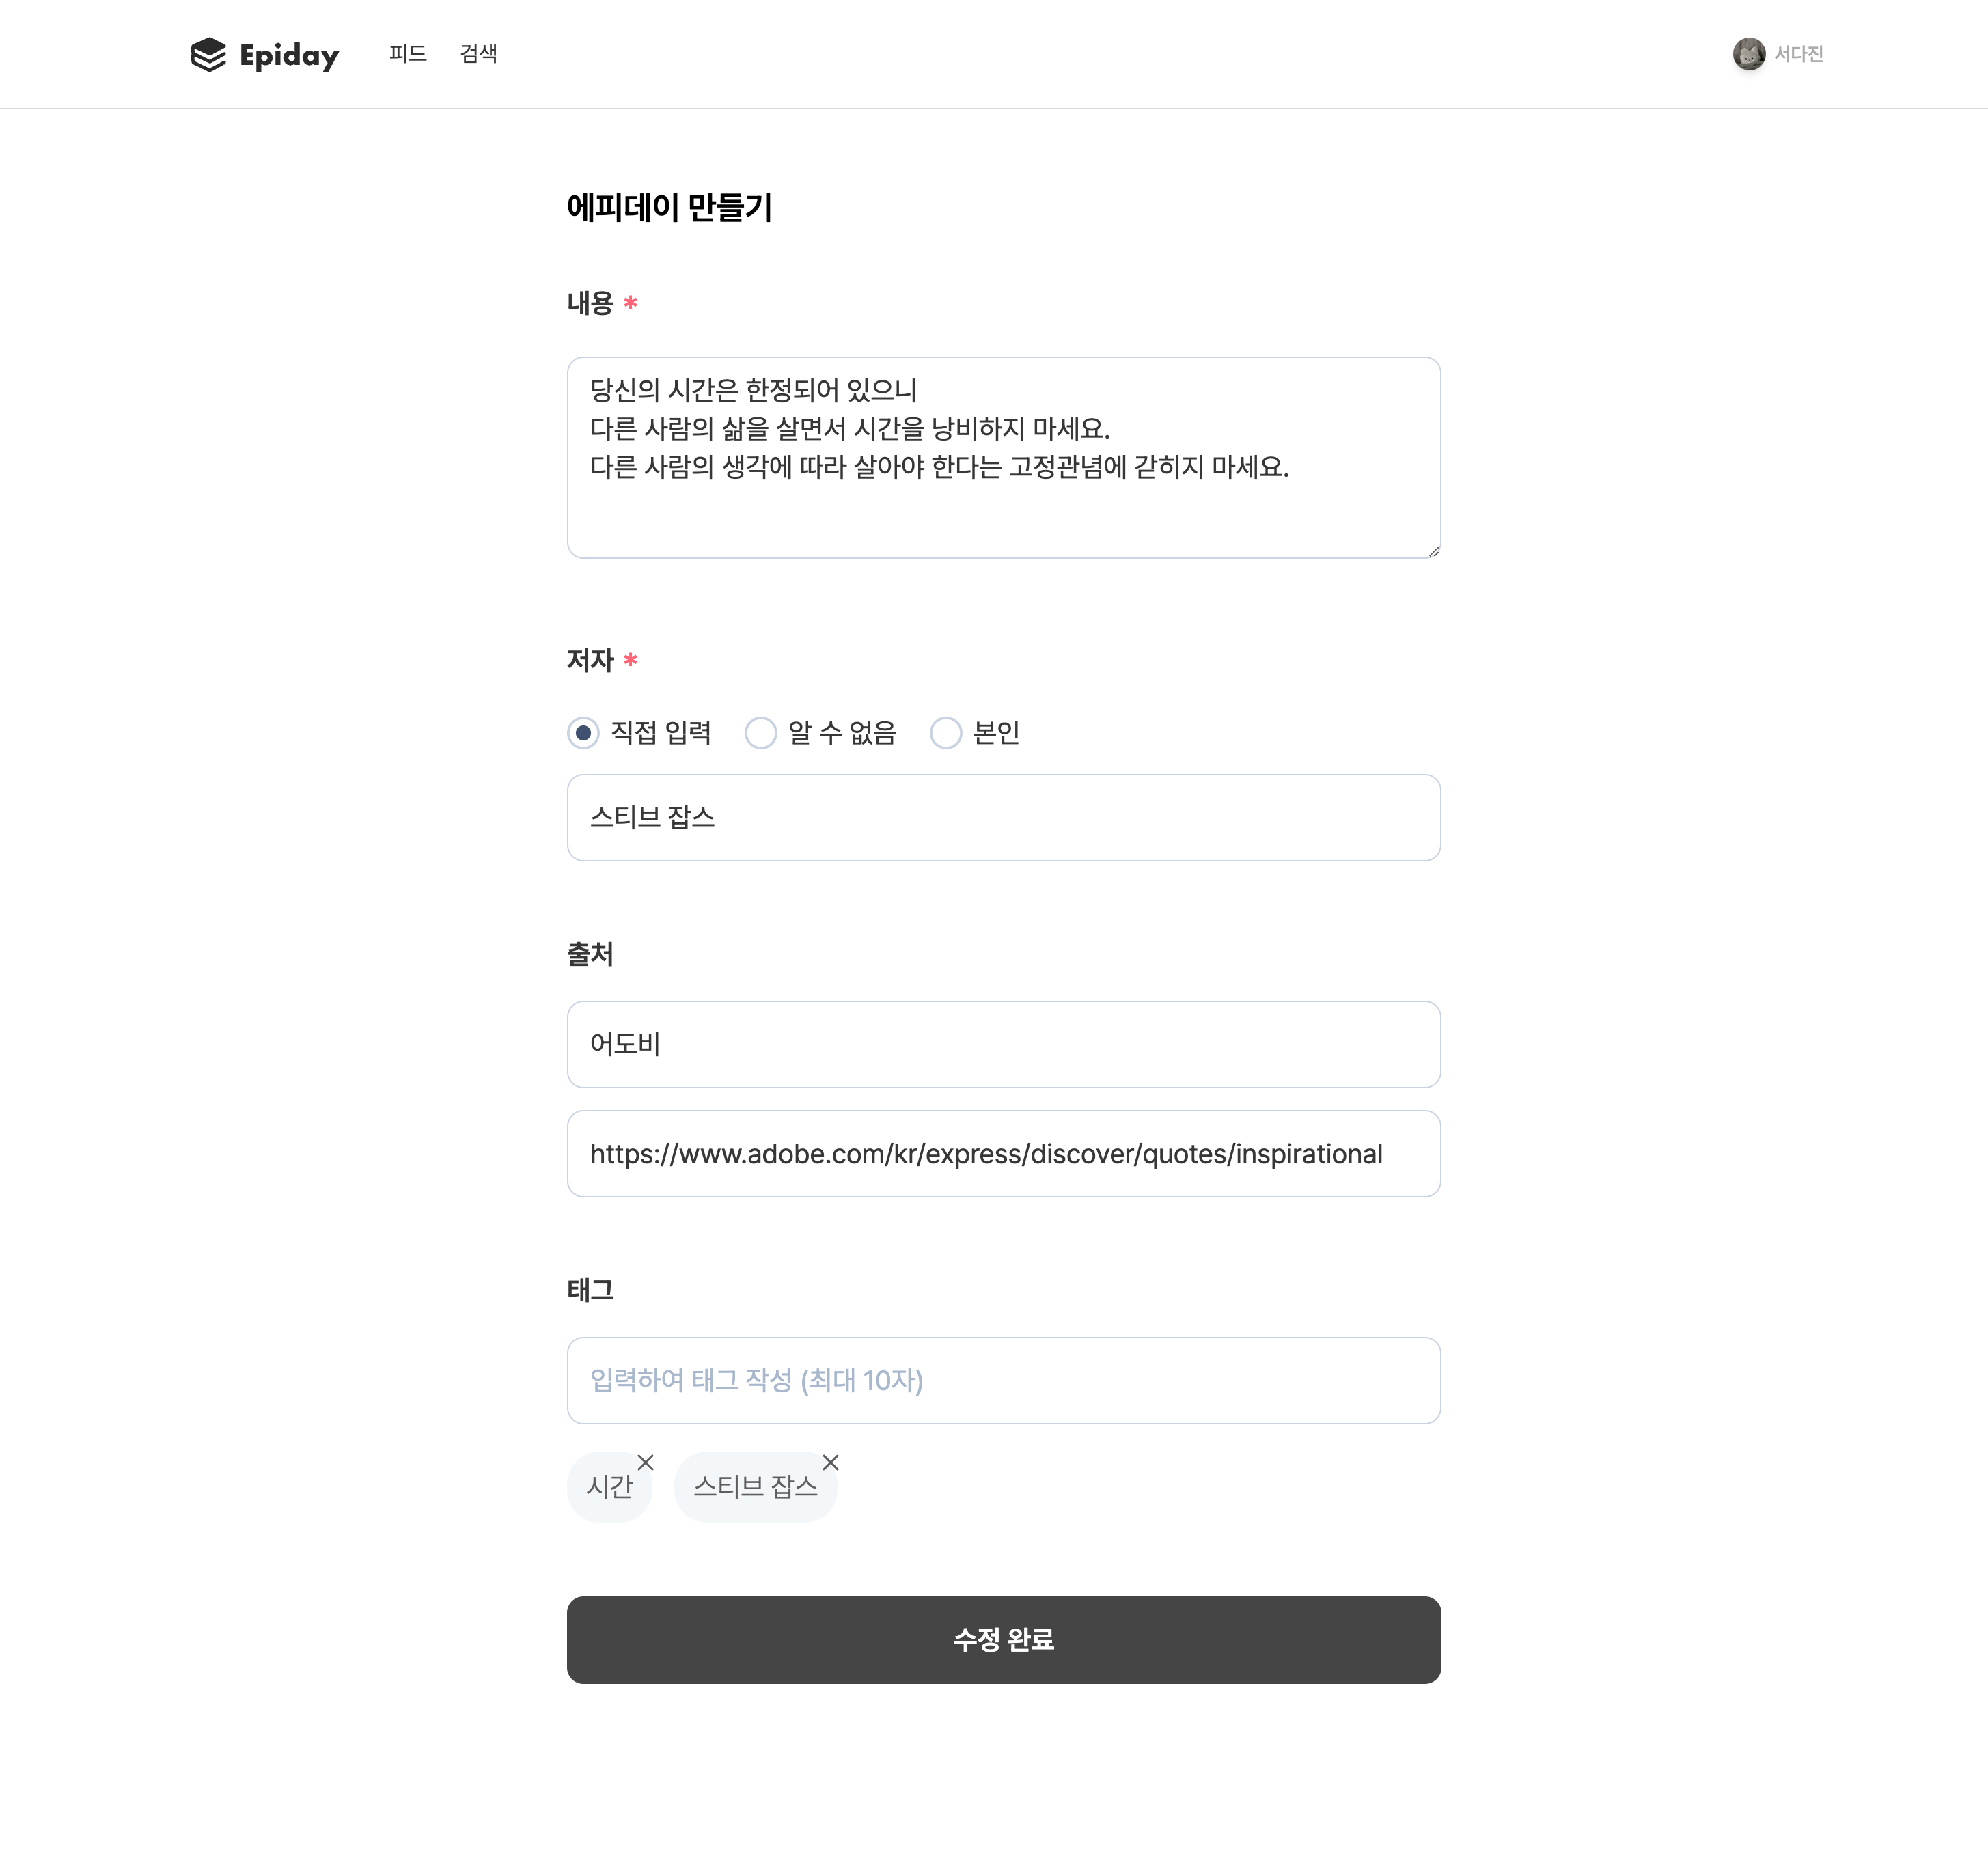 Epiday
피드
검색
서다진
에피데이 만들기
내용 *
당신의 시간은 한정되어 있으니
다른 사람의 삶을 살면서 시간을 낭비하지 마세요.
다른 사람의 생각에 따라 살아야 한다는 고정관념에 갇히지 마세요.
저자 *
직접 입력
알 수 없음
본인
스티브 잡스
출처
어도비
https://www.adobe.com/kr/express/discover/quotes/inspirational
태그
입력하여 태그 작성 (최대 10자)
시간
스티브 잡스
수정 완료